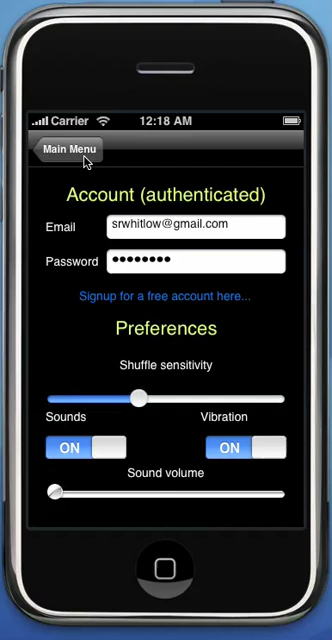 Carrier 12:18 AM
Main Menu
Account (authenticated)
Email srwhitlow@gmail.com
Password ●●●●●●●●
Signup for a free account here...
Preferences
Shuffle sensitivity
Sounds Vibration
ON ON
Sound volume